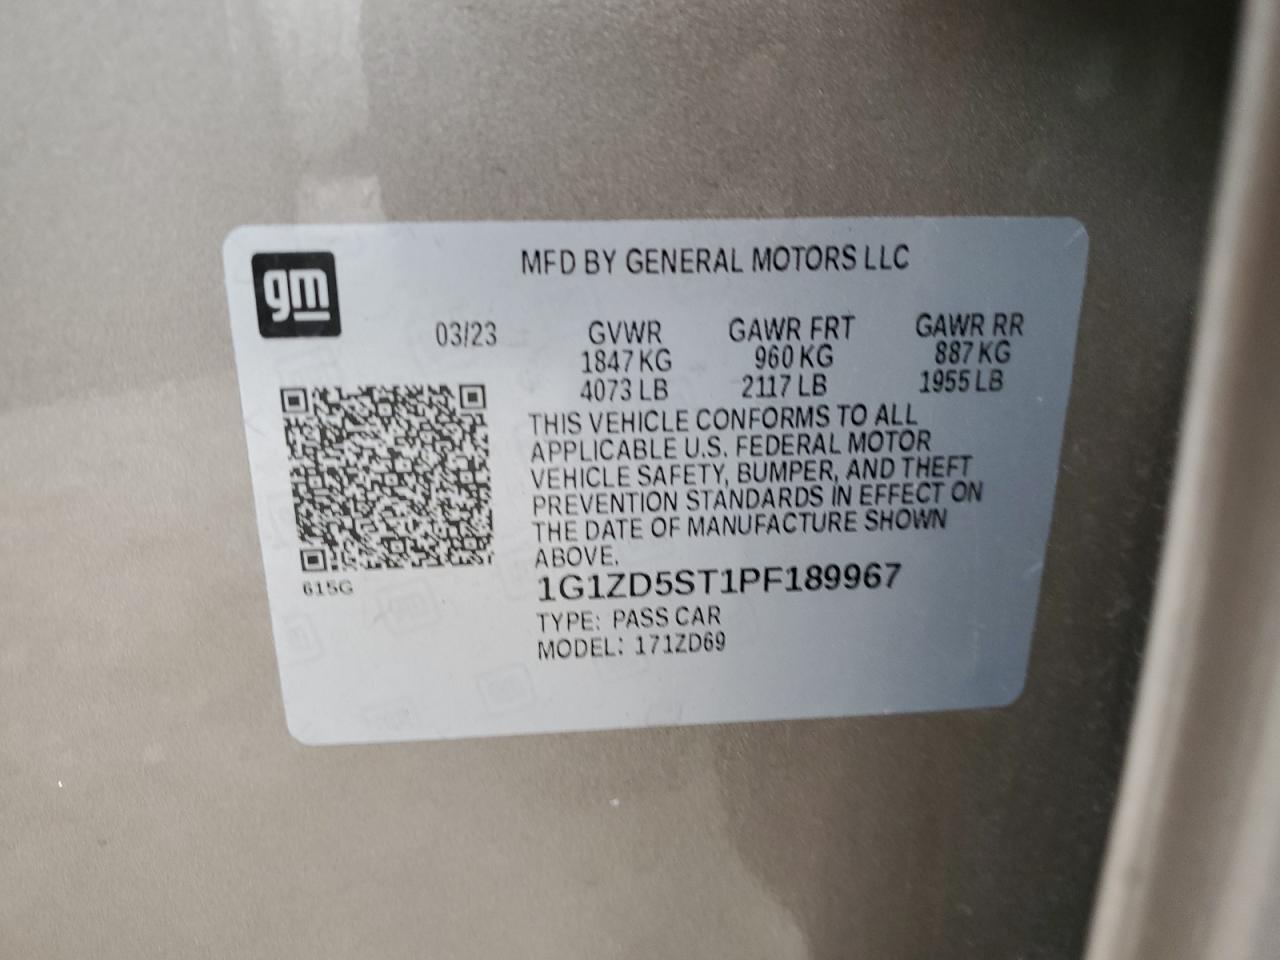 gm
MFD BY GENERAL MOTORS LLC
03/23 GVWR GAWR FRT GAWR RR
1847 KG 960 KG 887 KG
4073 LB 2117 LB 1955 LB
THIS VEHICLE CONFORMS TO ALL
APPLICABLE U.S. FEDERAL MOTOR
VEHICLE SAFETY, BUMPER, AND THEFT
PREVENTION STANDARDS IN EFFECT ON
THE DATE OF MANUFACTURE SHOWN
ABOVE.
615G
1G1ZD5ST1PF189967
TYPE: PASS CAR
MODEL: 171ZD69